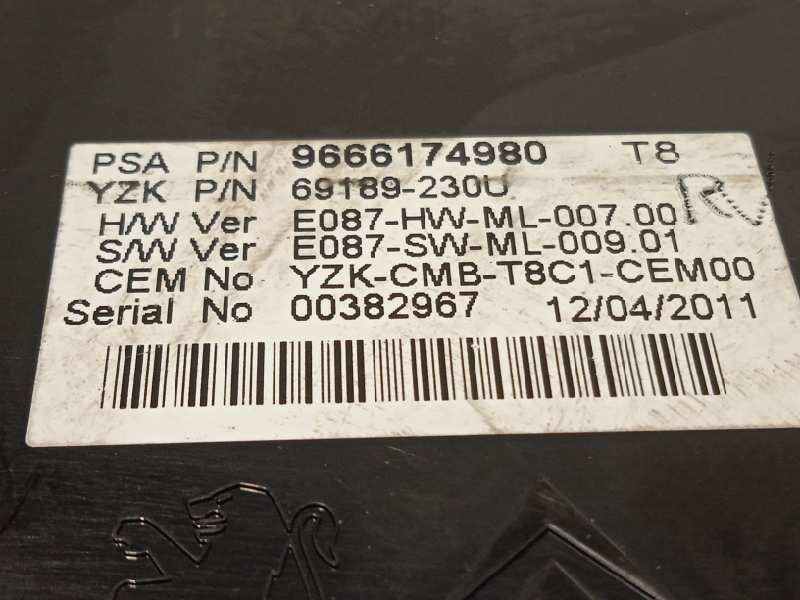 PSA P/N 9666174980 T8
YZK P/N 69189-230U
H/W Ver E087-HW-ML-007.00
S/W Ver E087-SW-ML-009.01
CEM No YZK-CMB-T8C1-CEM00
Serial No 00382967 12/04/2011